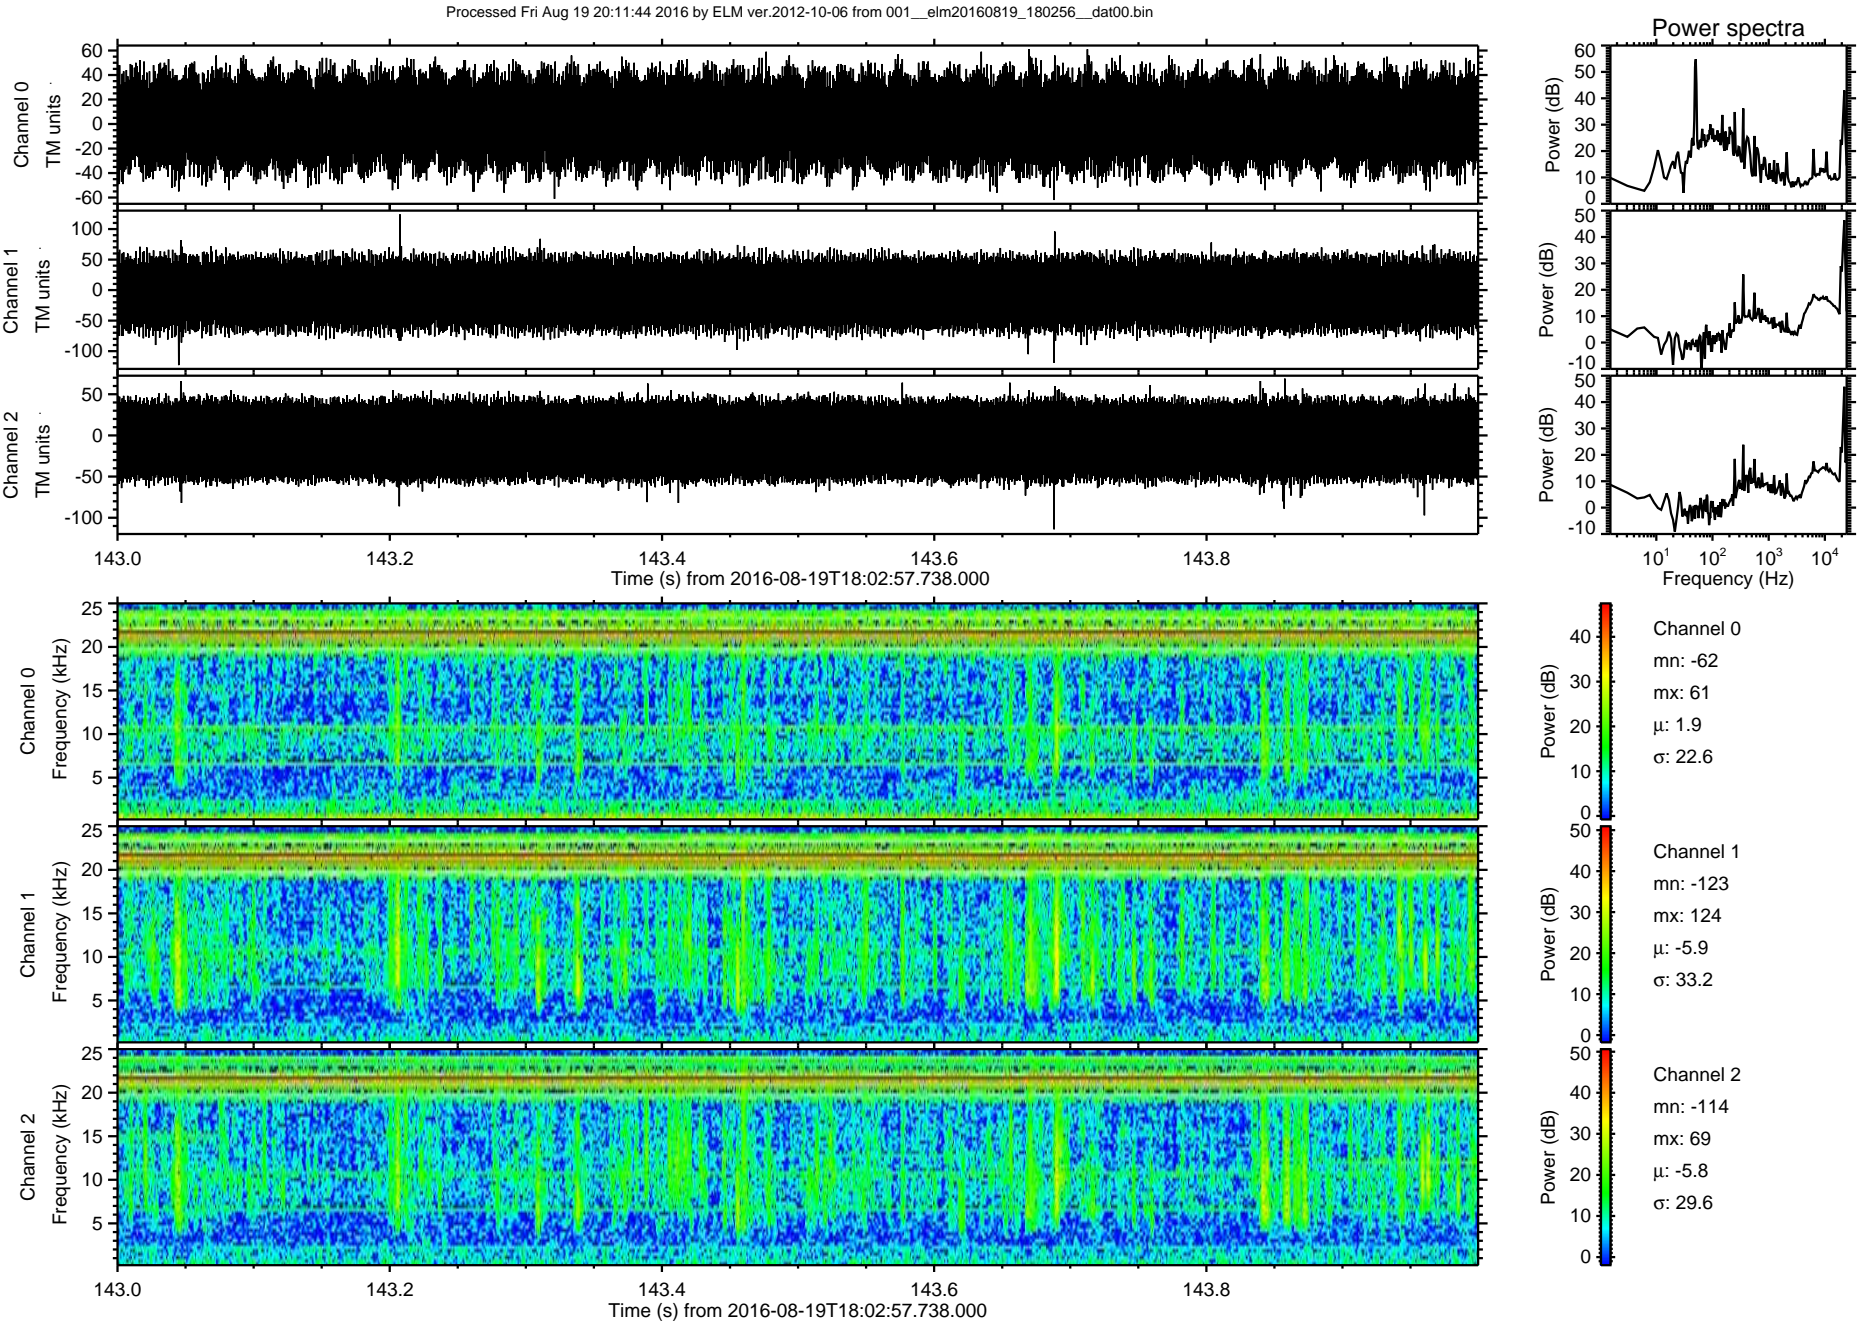 Processed Fri Aug 19 20:11:44 2016 by ELM ver.2012-10-06 from 001__elm20160819_180256__dat00.bin
Power spectra
Channel 0
TM units
60
40
20
0
-20
-40
-60
Power (dB)
60
50
40
30
20
10
0
Channel 1
TM units
100
50
0
-50
-100
Power (dB)
50
40
30
20
10
0
-10
Channel 2
TM units
50
0
-50
-100
Power (dB)
50
40
30
20
10
0
-10
143.0 143.2 143.4 143.6 143.8
Time (s) from 2016-08-19T18:02:57.738.000
10¹ 10² 10³ 10⁴
Frequency (Hz)
Channel 0
Frequency (kHz)
25
20
15
10
5
Power (dB)
40
30
20
10
0
Channel 0
mn: -62
mx: 61
μ: 1.9
σ: 22.6
Channel 1
Frequency (kHz)
25
20
15
10
5
Power (dB)
50
40
30
20
10
0
Channel 1
mn: -123
mx: 124
μ: -5.9
σ: 33.2
Channel 2
Frequency (kHz)
25
20
15
10
5
Power (dB)
50
40
30
20
10
0
Channel 2
mn: -114
mx: 69
μ: -5.8
σ: 29.6
143.0 143.2 143.4 143.6 143.8
Time (s) from 2016-08-19T18:02:57.738.000